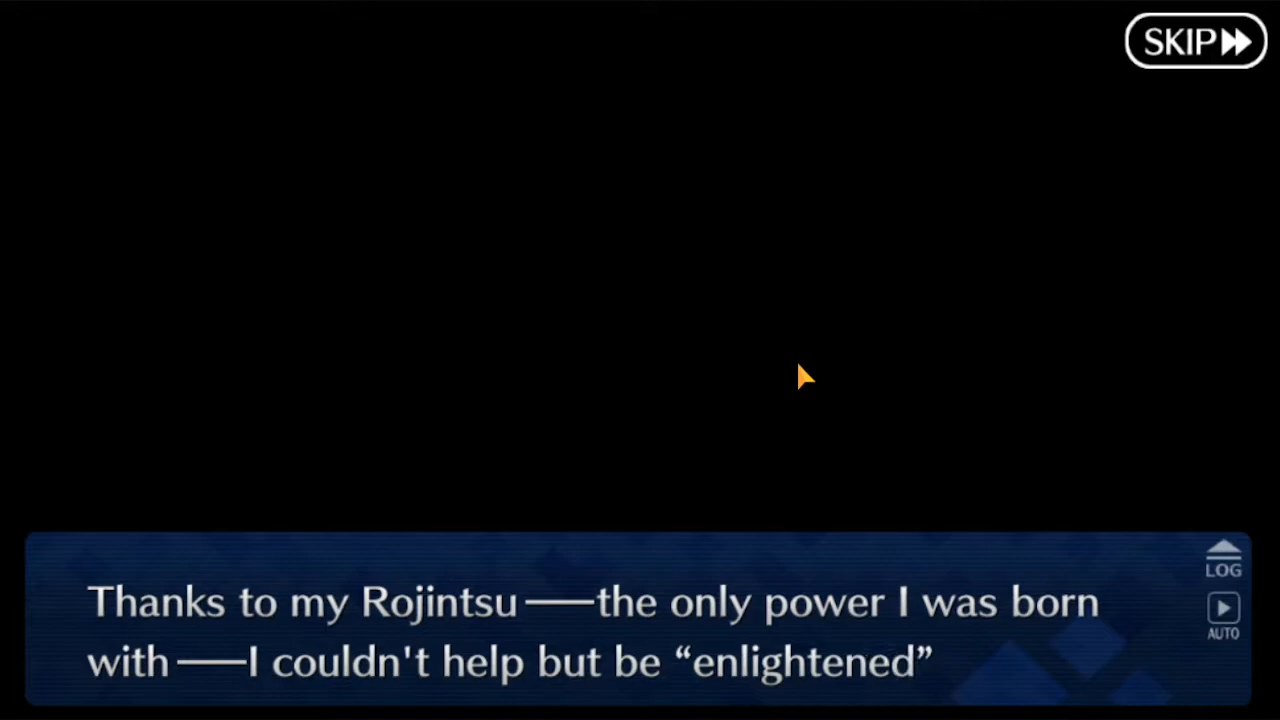 SKIP
LOG
Thanks to my Rojintsu——the only power I was born
AUTO
with——I couldn't help but be “enlightened”